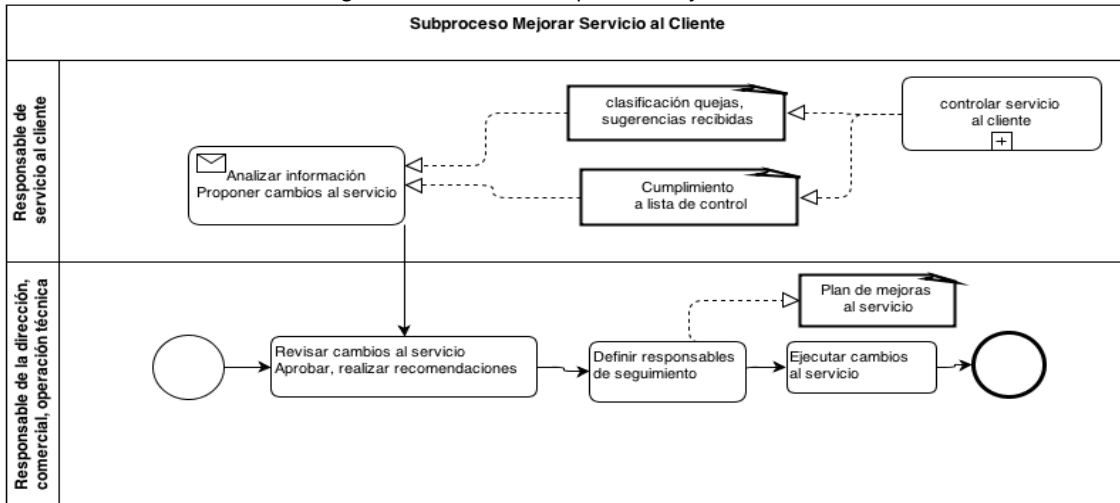 Subproceso Mejorar Servicio al Cliente
Responsable de
servicio al cliente
clasificación quejas,
sugerencias recibidas
controlar servicio
al cliente
Analizar información
Proponer cambios al servicio
Cumplimiento
a lista de control
Responsable de la dirección,
comercial, operación técnica
Plan de mejoras
al servicio
Revisar cambios al servicio
Aprobar, realizar recomendaciones
Definir responsables
de seguimiento
Ejecutar cambios
al servicio